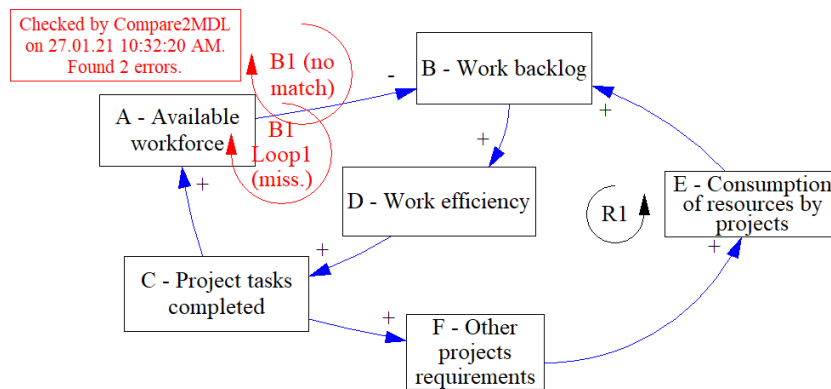 Checked by Compare2MDL
on 27.01.21 10:32:20 AM.
Found 2 errors.
B1 (no
match)
-
B - Work backlog
A - Available
workforce
B1
Loop1
(miss.)
+
+
+
D - Work efficiency
R1
E - Consumption
of resources by
projects
+
+
C - Project tasks
completed
+
F - Other
projects
requirements